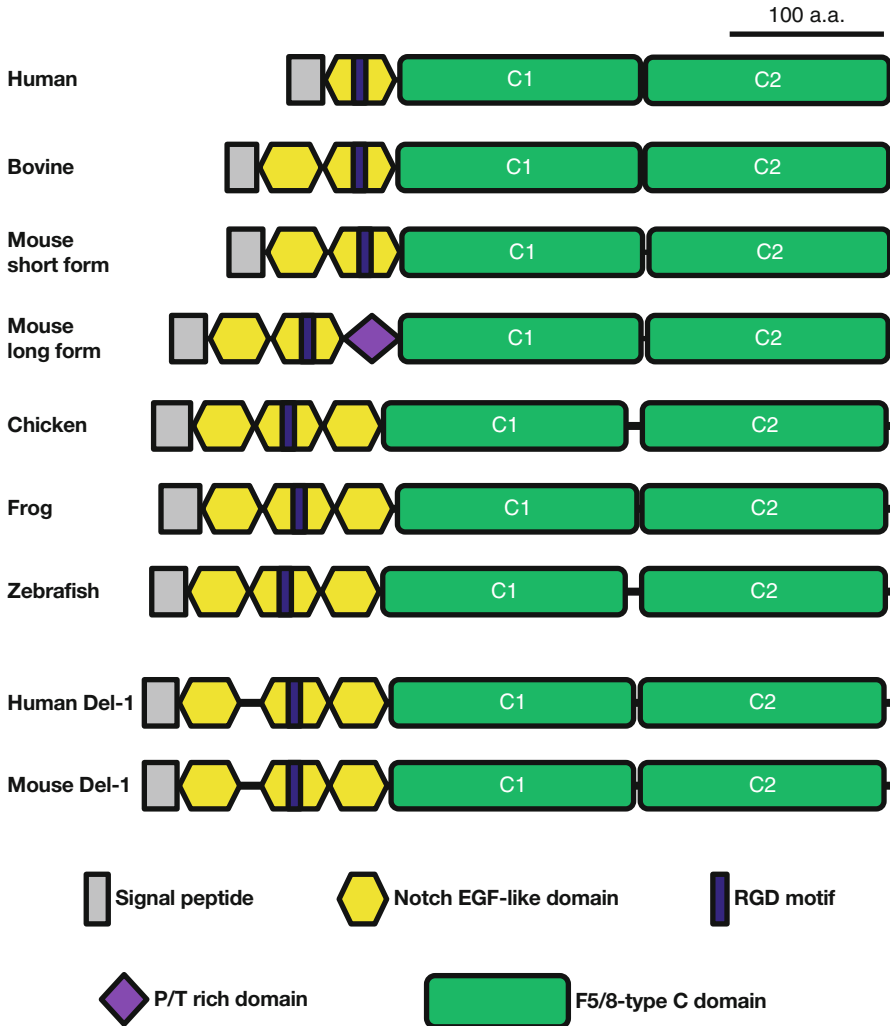 100 a.a.
Human C1 C2
Bovine C1 C2
Mouse
short form C1 C2
Mouse
long form C1 C2
Chicken C1 C2
Frog C1 C2
Zebrafish C1 C2
Human Del-1 C1 C2
Mouse Del-1 C1 C2
Signal peptide Notch EGF-like domain RGD motif
P/T rich domain F5/8-type C domain